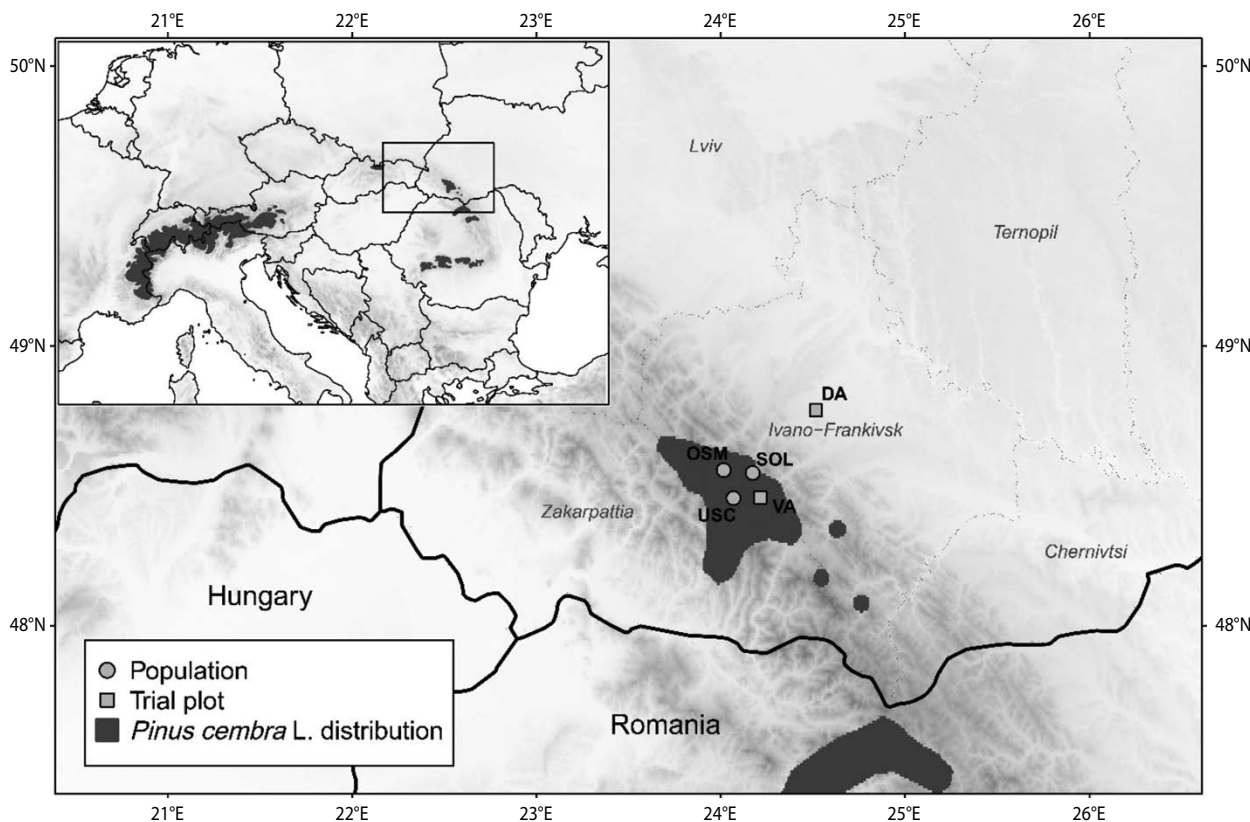 21°E 22°E 23°E 24°E 25°E 26°E
50°N 50°N
Lviv
Ternopil
49°N 49°N
DA
Ivano–Frankivsk
OSM SOL
USC VA
Zakarpattia
Chernivtsi
Hungary
48°N 48°N
Population
Trial plot
Pinus cembra L. distribution
Romania
21°E 22°E 23°E 24°E 25°E 26°E